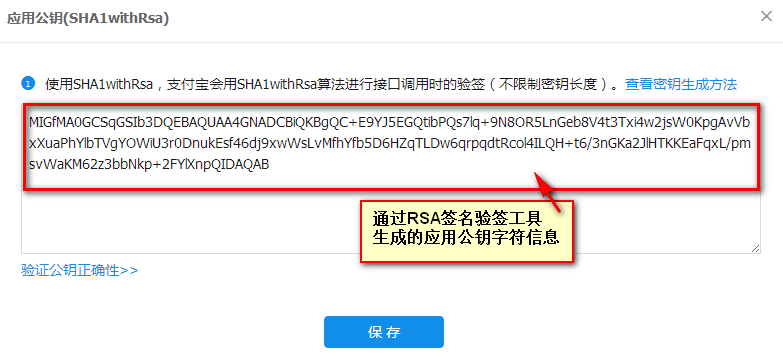 应用公钥(SHA1withRsa)
1 使用SHA1withRsa，支付宝会用SHA1withRsa算法进行接口调用时的验签（不限制密钥长度）。查看密钥生成方法
MIGfMA0GCSqGSIb3DQEBAQUAA4GNADCBiQKBgQC+E9YJ5EGQtibPQs7lq+9N8OR5LnGeb8V4t3Txi4w2jsW0KpgAvVb
xXuaPhYlbTVgYOWiU3r0DnukEsf46dj9xwWsLvMfhYfb5D6HZqTLDw6qrpqdtRcol4ILQH+t6/3nGKa2JlHTKKEaFqxL/pm
svWaKM62z3bbNkp+2FYlXnpQIDAQAB
通过RSA签名验签工具
生成的应用公钥字符信息
验证公钥正确性>>
保存